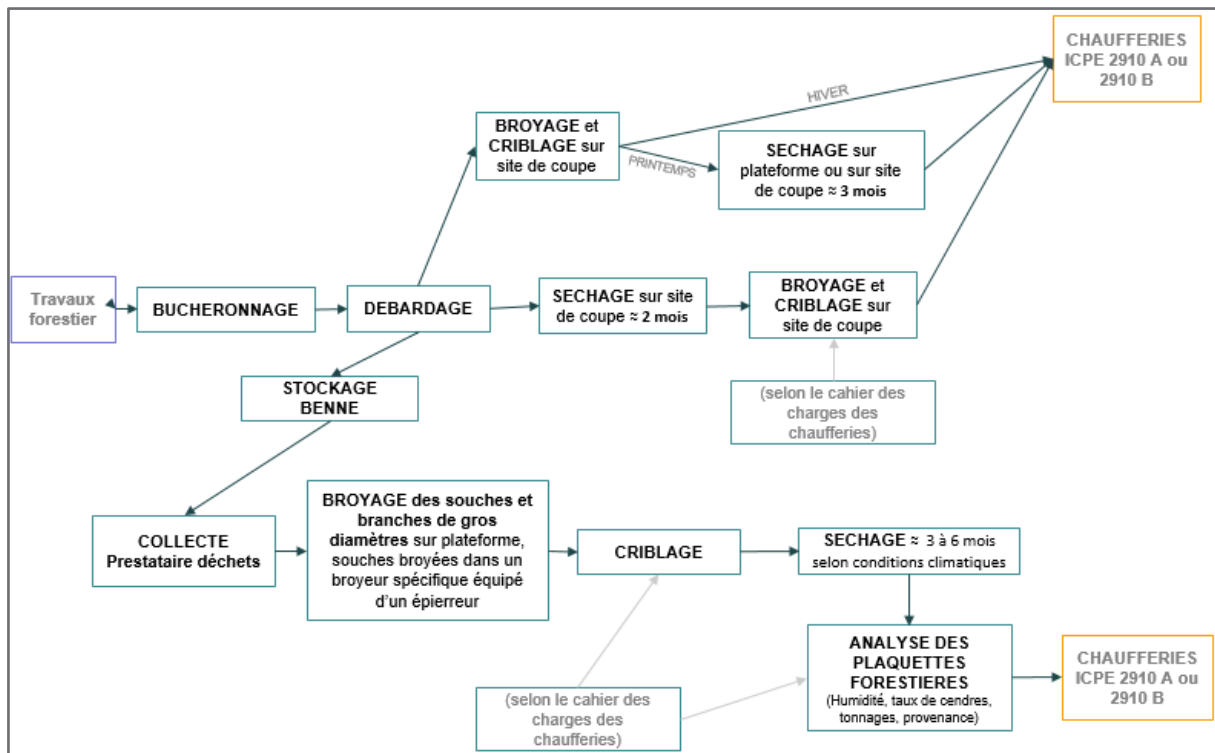 CHAUFFERIES
ICPE 2910 A ou
2910 B
HIVER
BROYAGE et
CRIBLAGE sur
site de coupe
PRINTEMPS
SECHAGE sur
plateforme ou sur site
de coupe ≈ 3 mois
Travaux
forestier
BUCHERONNAGE
DEBARDAGE
SECHAGE sur site
de coupe ≈ 2 mois
BROYAGE et
CRIBLAGE sur
site de coupe
STOCKAGE
BENNE
(selon le cahier des
charges des
chaufferies)
COLLECTE
Prestataire déchets
BROYAGE des souches et
branches de gros
diamètres sur plateforme,
souches broyées dans un
broyeur spécifique équipé
d'un épierreur
CRIBLAGE
SECHAGE ≈ 3 à 6 mois
selon conditions climatiques
(selon le cahier des
charges des
chaufferies)
ANALYSE DES
PLAQUETTES
FORESTIERES
(Humidité, taux de cendres,
tonnages, provenance)
CHAUFFERIES
ICPE 2910 A ou
2910 B